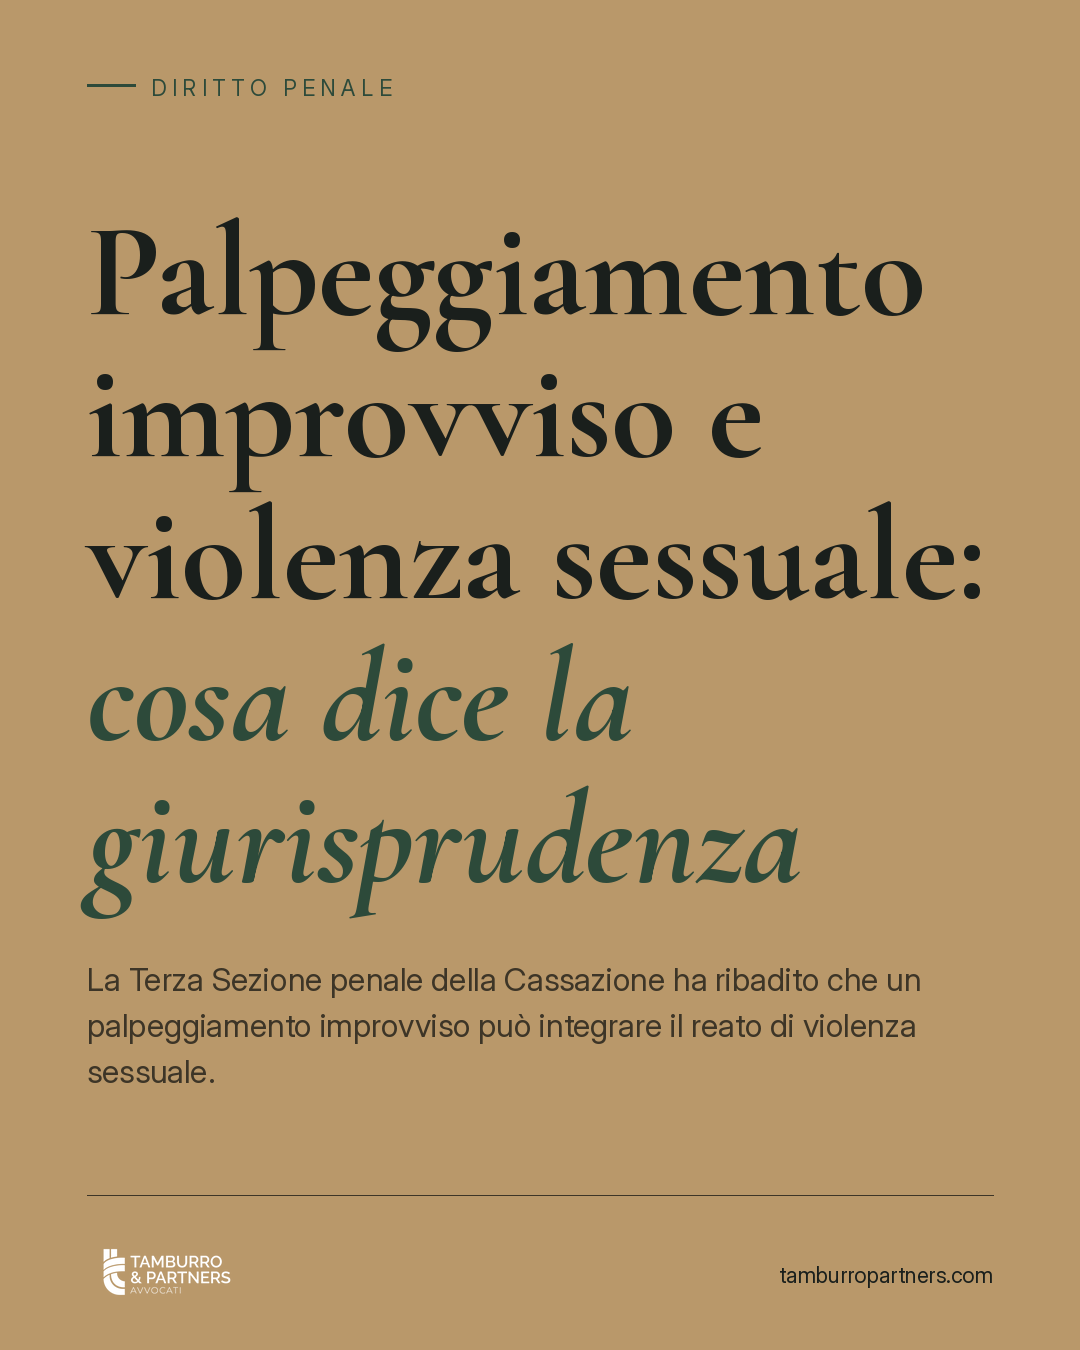 DIRITTO PENALE
Palpeggiamento
improvviso e
violenza sessuale:
cosa dice la
giurisprudenza
La Terza Sezione penale della Cassazione ha ribadito che un
palpeggiamento improvviso può integrare il reato di violenza
sessuale.
TAMBURRO
& PARTNERS
AVVOCATI
tamburropartners.com